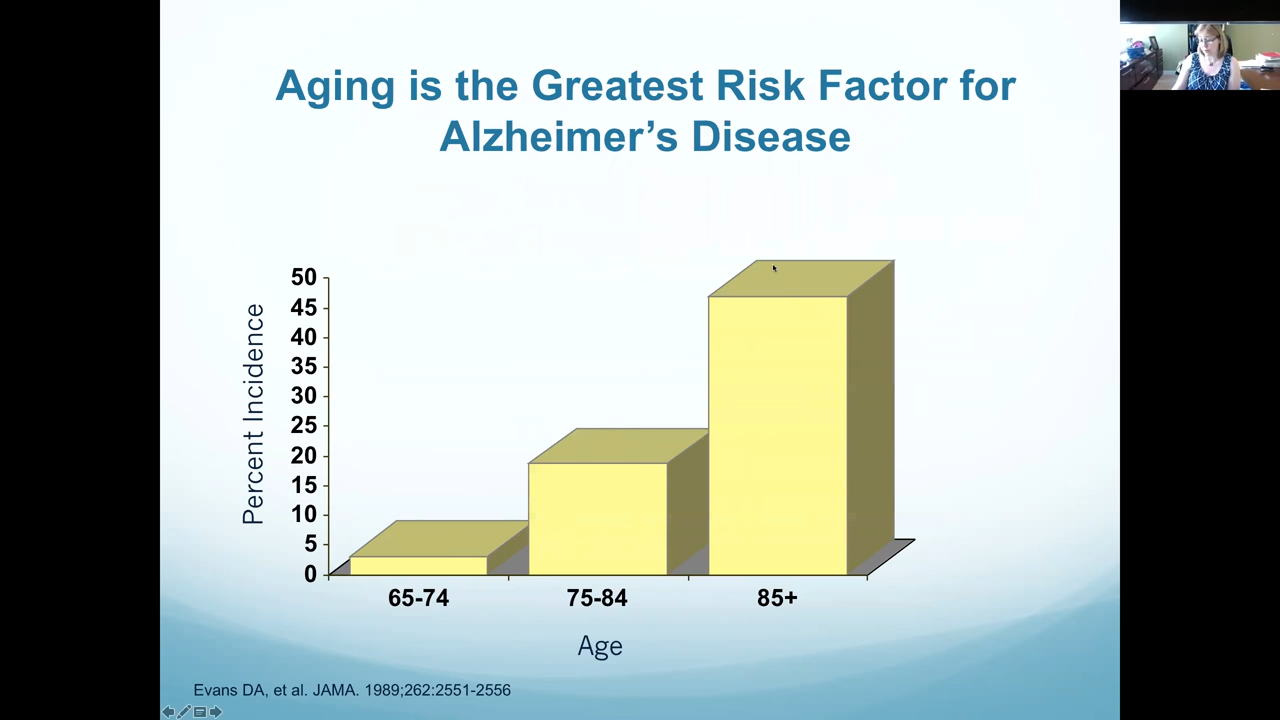 Aging is the Greatest Risk Factor for
Alzheimer’s Disease
Percent Incidence
50
45
40
35
30
25
20
15
10
5
0
65-74
75-84
85+
Age
Evans DA, et al. JAMA. 1989;262:2551-2556